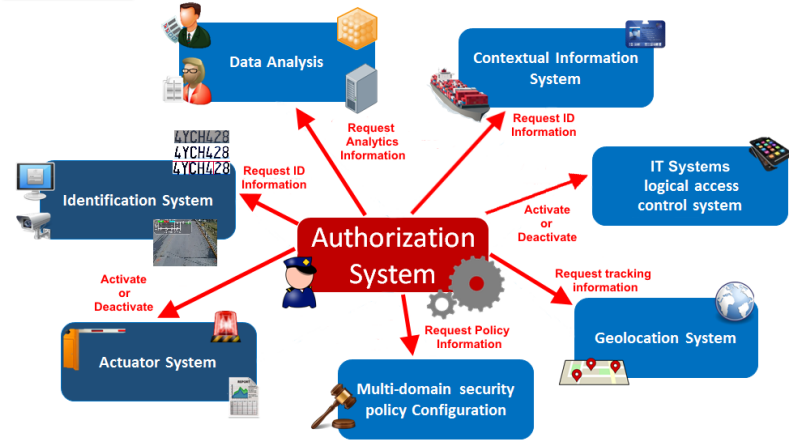 Data Analysis
Contextual Information
System
Request
Analytics
Information
Request ID
Information
4YCH428
4YCH428
4YCH428
Request ID
Information
Identification System
IT Systems
logical access
control system
Activate
or
Deactivate
Authorization
System
Activate
or
Deactivate
Request tracking
information
Request Policy
Information
Geolocation System
Actuator System
REPORT
Multi-domain security
policy Configuration